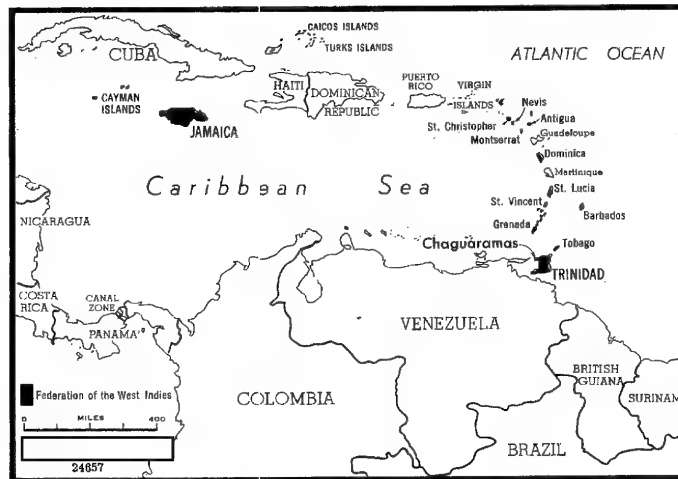 CAICOS ISLANDS
TURKS ISLANDS
CUBA
ATLANTIC OCEAN
HAITI
DOMINICAN
REPUBLIC
PUERTO
RICO
VIRGIN
ISLANDS
CAYMAN
ISLANDS
JAMAICA
Nevis
St. Christopher
Antigua
Montserrat
Guadeloupe
Dominica
Martinique
Caribbean Sea
St. Lucia
St. Vincent
Barbados
Grenada
NICARAGUA
Chaguaramas
Tobago
TRINIDAD
COSTA
RICA
CANAL
ZONE
PANAMA
VENEZUELA
BRITISH
GUIANA
SURINAM
COLOMBIA
BRAZIL
Federation of the West Indies
0 MILES 400
24657